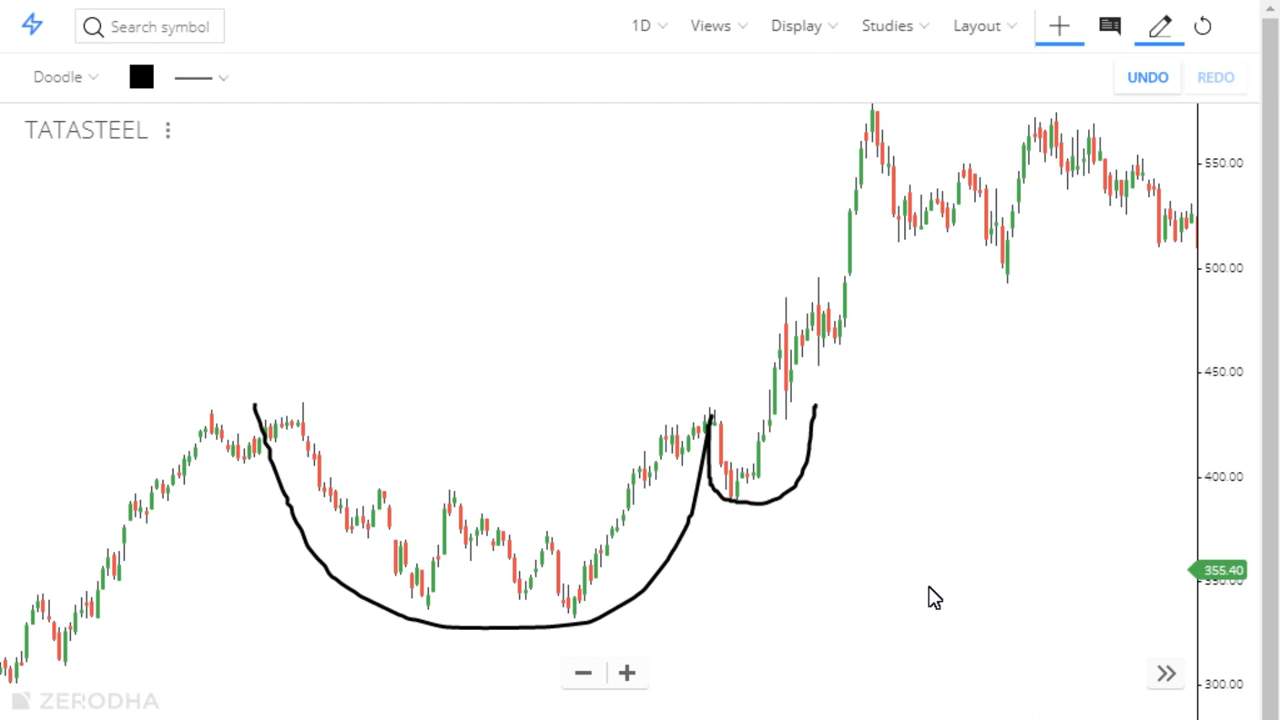 Search symbol 1D Views Display Studies Layout
Doodle UNDO REDO
TATASTEEL
550.00
500.00
450.00
400.00
355.40
300.00
ZERODHA